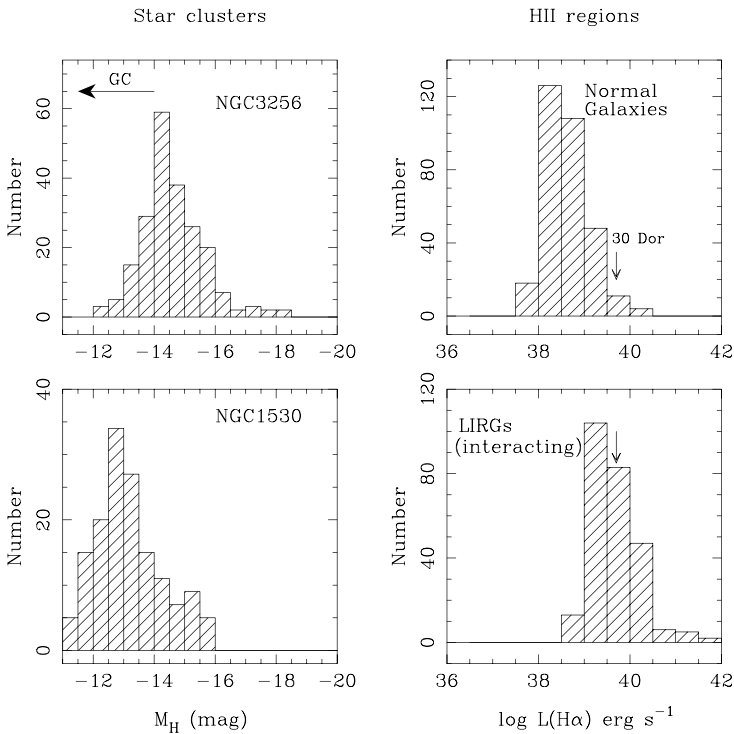 Star clusters
HII regions
GC
NGC3256
Number
0
20
40
60
−12
−14
−16
−18
−20
Normal
Galaxies
30 Dor
Number
0
40
80
120
36
38
40
42
NGC1530
Number
0
20
40
−12
−14
−16
−18
−20
M_H (mag)
LIRGs
(interacting)
Number
0
40
80
120
36
38
40
42
log L(Hα) erg s⁻¹